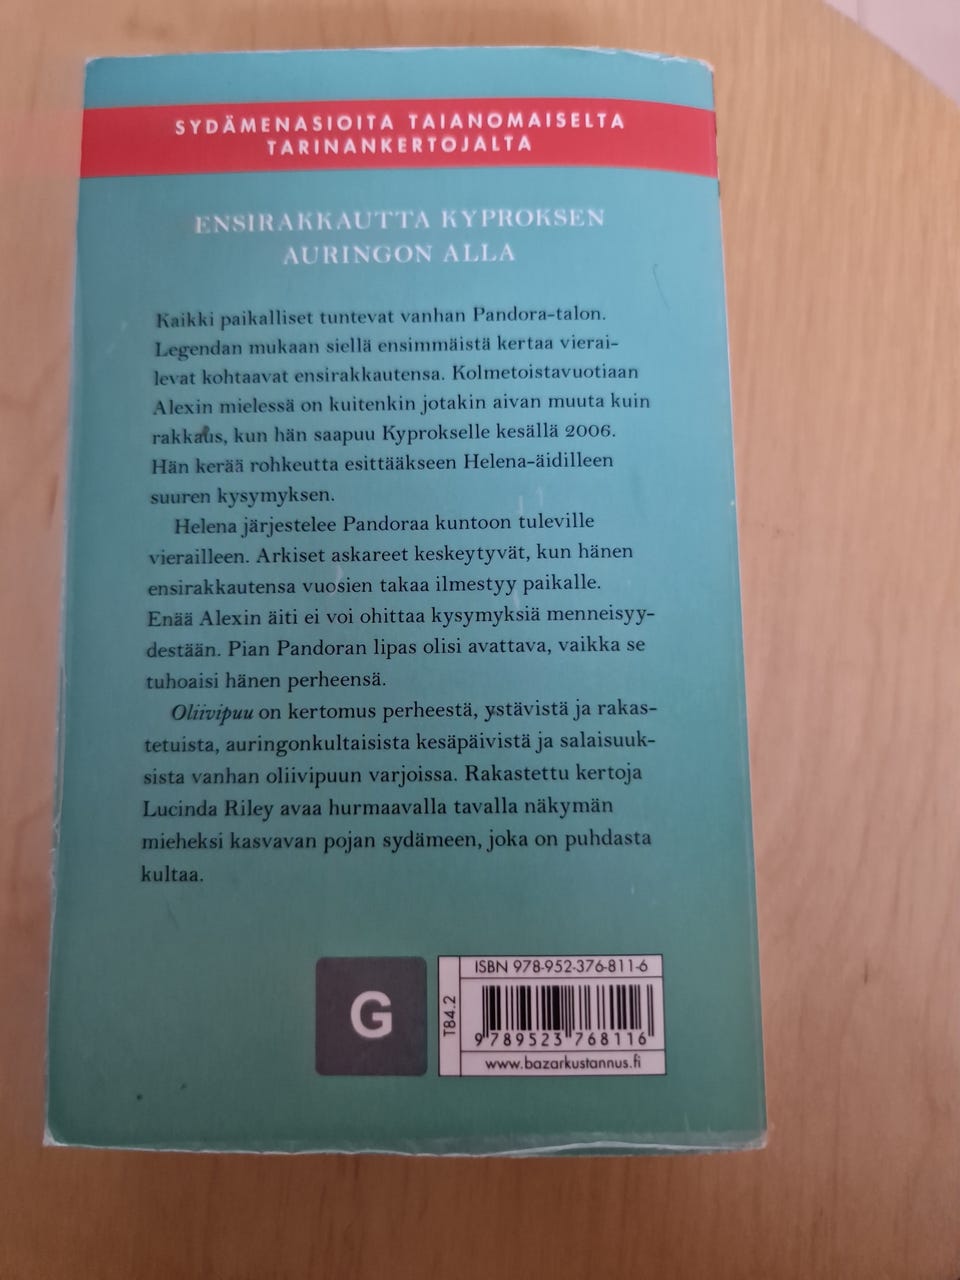 SYDÄMENASIOITA TAIANOMAISELTA
TARINANKERTOJALTA
ENSIRAKKAUTTA KYPROKSEN
AURINGON ALLA
Kaikki paikalliset tuntevat vanhan Pandora-talon.
Legendan mukaan siellä ensimmäistä kertaa vierai-
levat kohtaavat ensirakkautensa. Kolmetoistavuotiaan
Alexin mielessä on kuitenkin jotakin aivan muuta kuin
rakkaus, kun hän saapuu Kyprokselle kesällä 2006.
Hän kerää rohkeutta esittääkseen Helena-äidilleen
suuren kysymyksen.
Helena järjestelee Pandoraa kuntoon tuleville
vierailleen. Arkiset askareet keskeytyvät, kun hänen
ensirakkautensa vuosien takaa ilmestyy paikalle.
Enää Alexin äiti ei voi ohittaa kysymyksiä menneisyy-
destään. Pian Pandoran lipas olisi avattava, vaikka se
tuhoaisi hänen perheensä.
Oliivipuu on kertomus perheestä, ystävistä ja rakas-
tetuista, auringonkultaisista kesäpäivistä ja salaisuuk-
sista vanhan oliivipuun varjoissa. Rakastettu kertoja
Lucinda Riley avaa hurmaavalla tavalla näkymän
mieheksi kasvavan pojan sydämeen, joka on puhdasta
kultaa.
G
T84.2
ISBN 978-952-376-811-6
9 789523 768116
www.bazarkustannus.fi